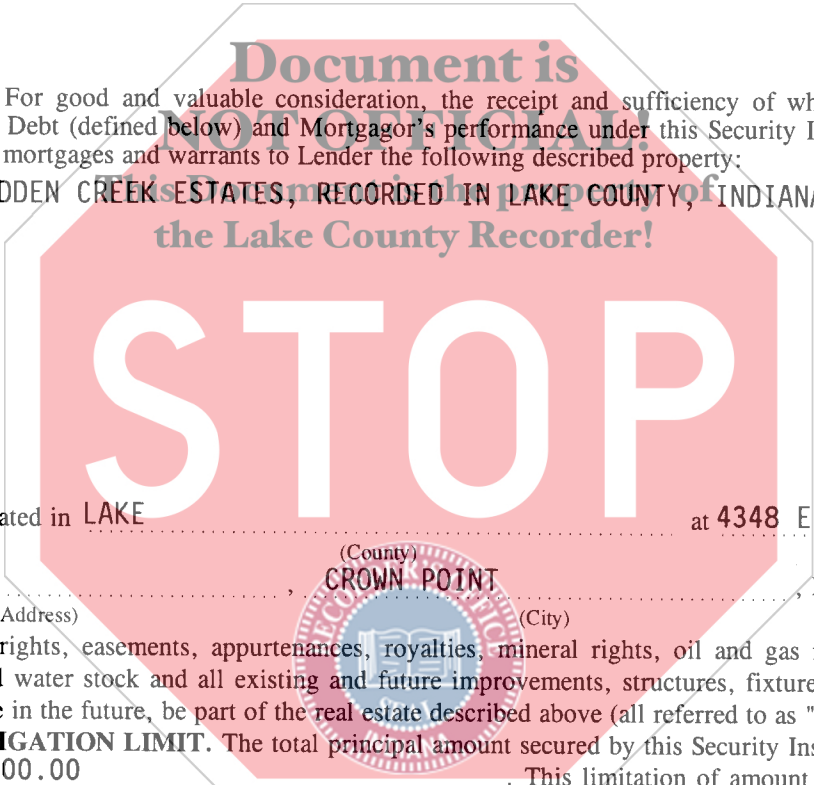 Document is
For good and valuable consideration, the receipt and sufficiency of wh
NOT OFFICIAL!
Debt (defined below) and Mortgagor's performance under this Security I
mortgages and warrants to Lender the following described property:
This Document is the property of
DDEN CREEK ESTATES, RECORDED IN LAKE COUNTY, INDIANA
the Lake County Recorder!
STOP
ated in LAKE at 4348 E
(County)
CROWN POINT
Address) (City)
RECORDER OFFICE
rights, easements, appurtenances, royalties, mineral rights, oil and gas
water stock and all existing and future improvements, structures, fixture
in the future, be part of the real estate described above (all referred to as "
IGATION LIMIT. The total principal amount secured by this Security Ins
INDIANA
00.00 . This limitation of amount